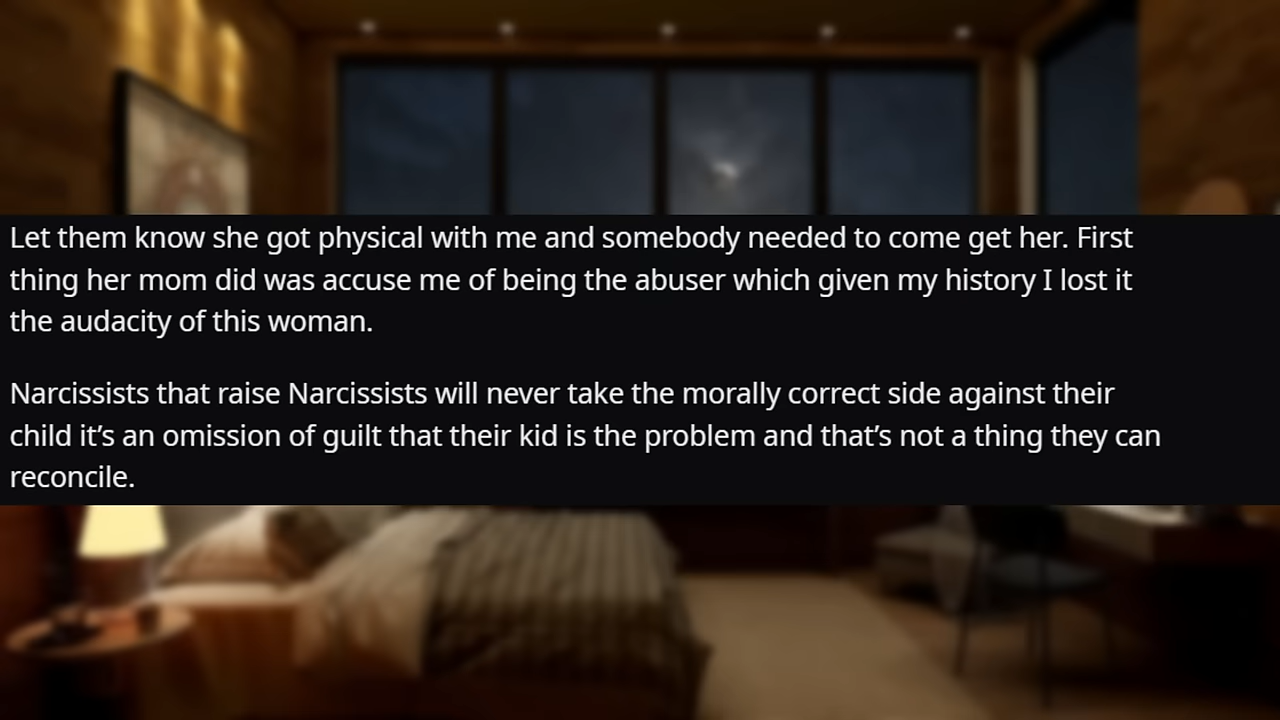 Let them know she got physical with me and somebody needed to come get her. First
thing her mom did was accuse me of being the abuser which given my history I lost it
the audacity of this woman.
Narcissists that raise Narcissists will never take the morally correct side against their
child it’s an omission of guilt that their kid is the problem and that’s not a thing they can
reconcile.